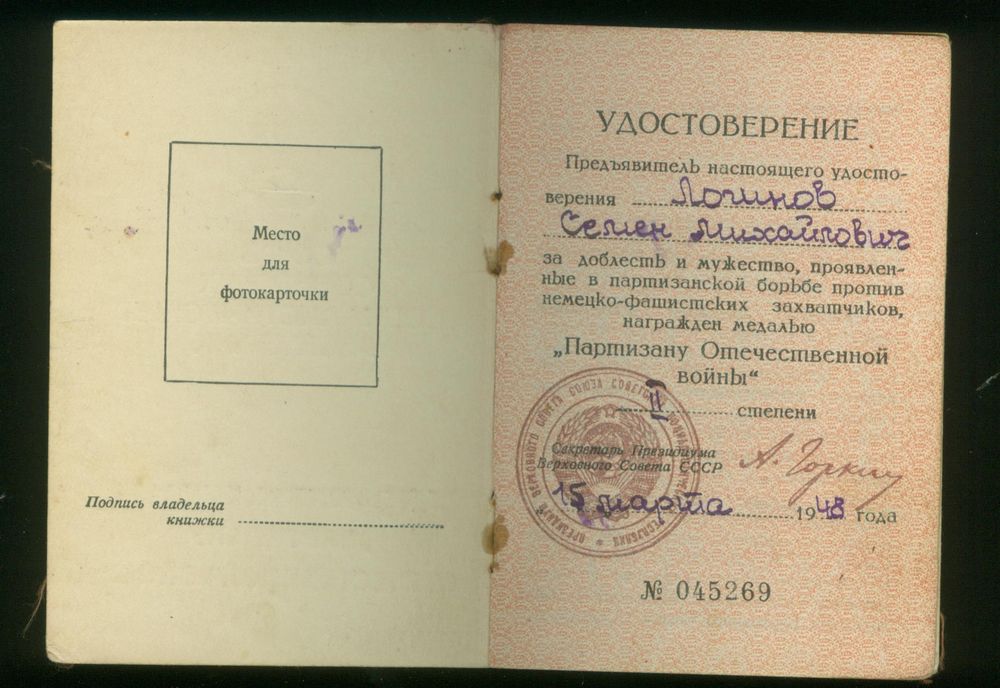 Место
для
фотокарточки
Подпись владельца
книжки
УДОСТОВЕРЕНИЕ
Предъявитель настоящего удосто-
верения Логинов
Семен Михайлович
за доблесть и мужество, проявлен-
ные в партизанской борьбе против
немецко-фашистских захватчиков,
награжден медалью
„Партизану Отечественной
войны“
II степени
Секретарь Президиума
Верховного Совета СССР А. Горкин
15 марта 1948 года
№ 045269